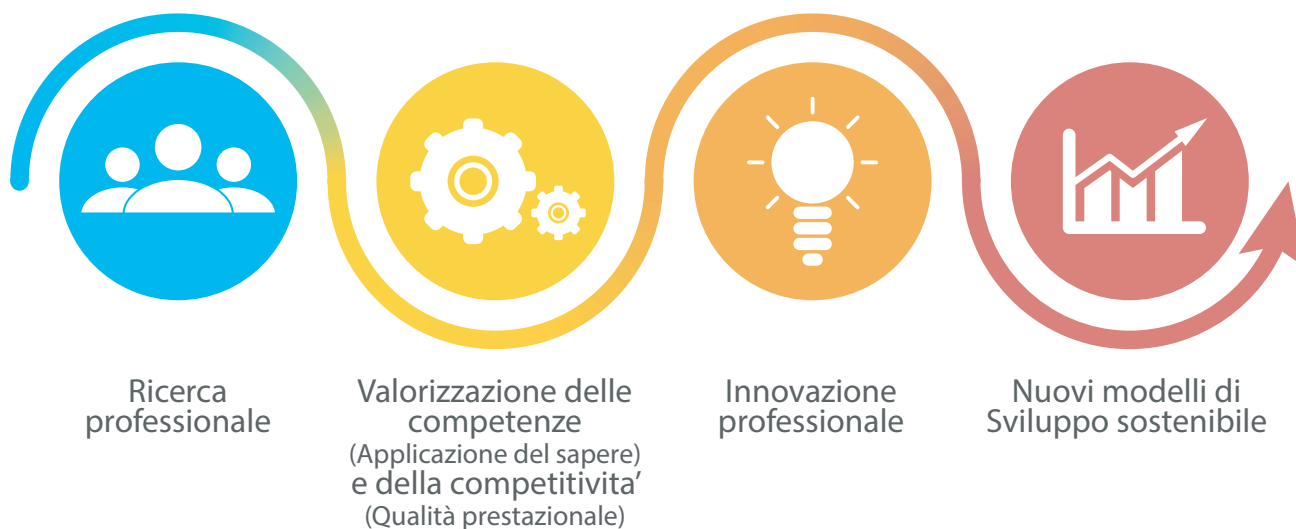 Ricerca
professionale
Valorizzazione delle
competenze
(Applicazione del sapere)
e della competitivita’
(Qualità prestazionale)
Innovazione
professionale
Nuovi modelli di
Sviluppo sostenibile